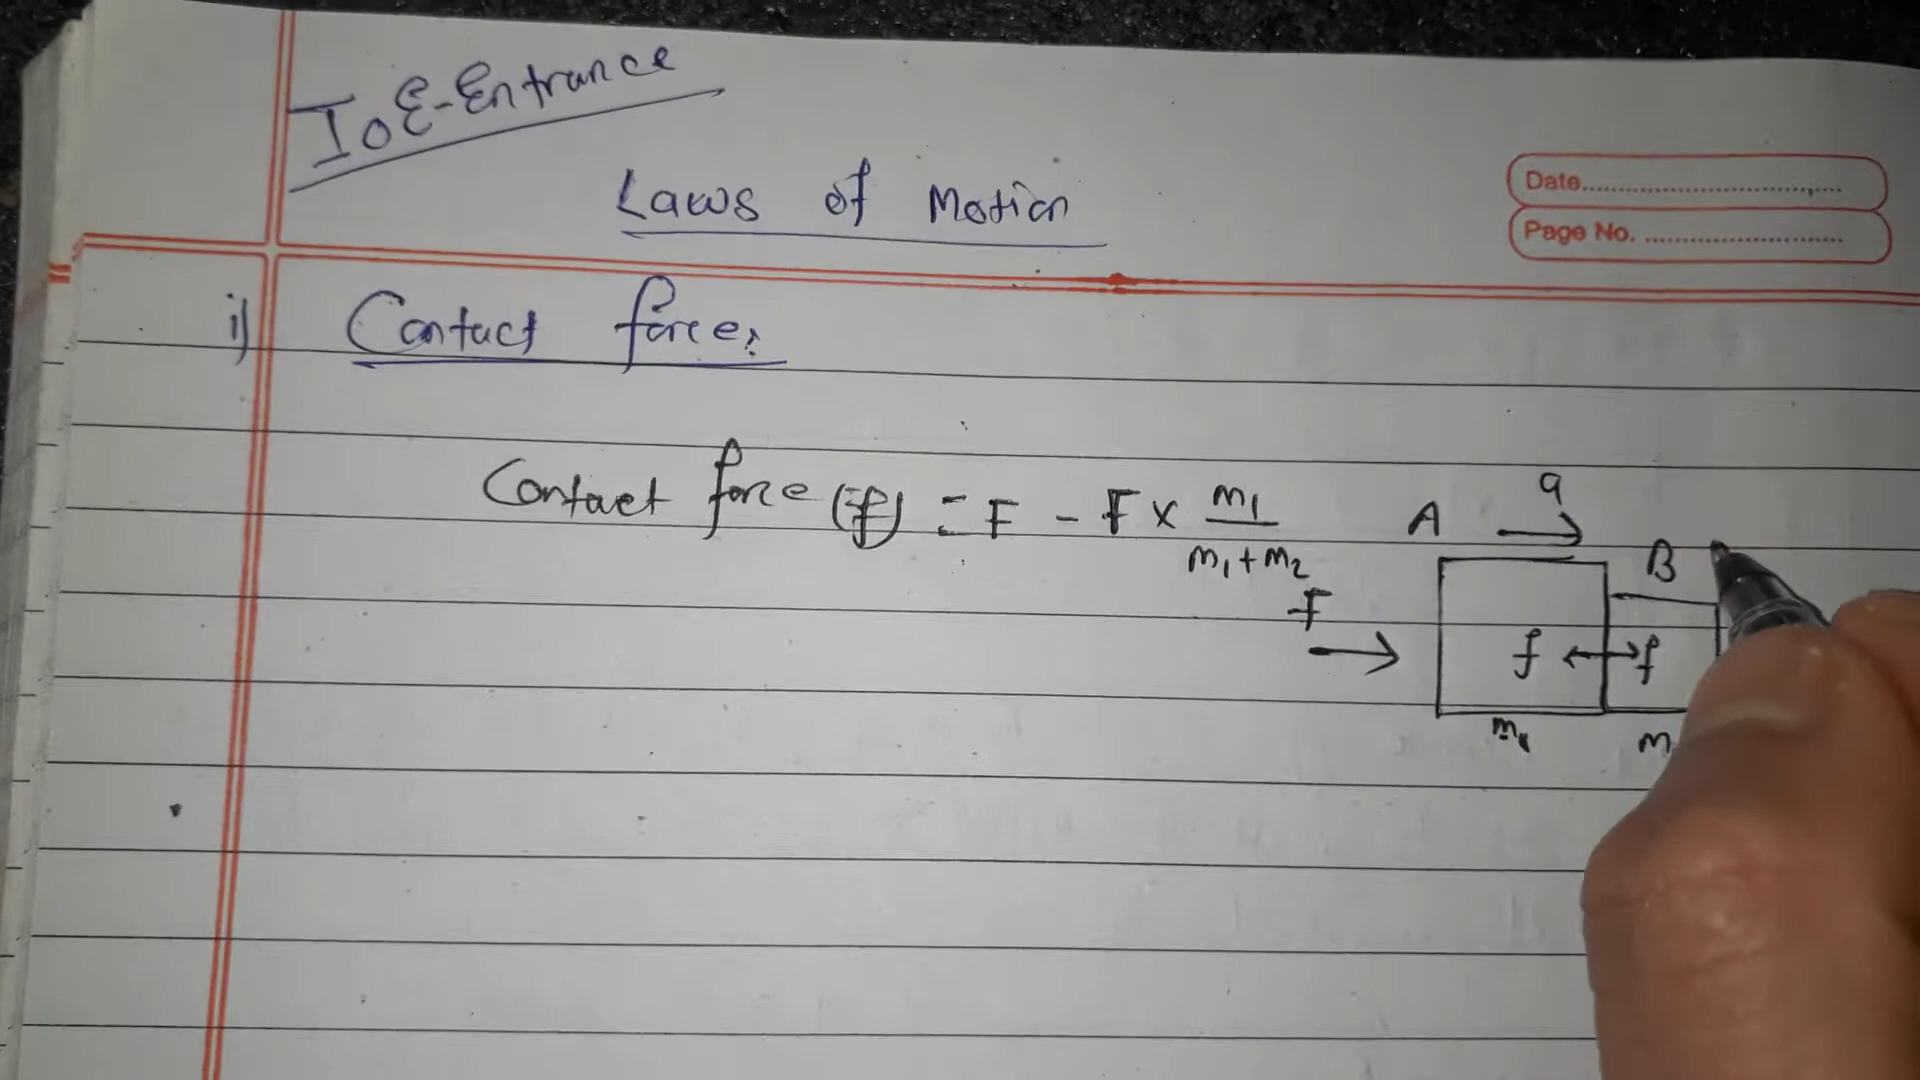 IOE-Entrance
Laws of Motion
Date
Page No.
i) Contact force:
Contact force (f) = F - F x m1/m1+m2
A a
B
F
f f
m1 m